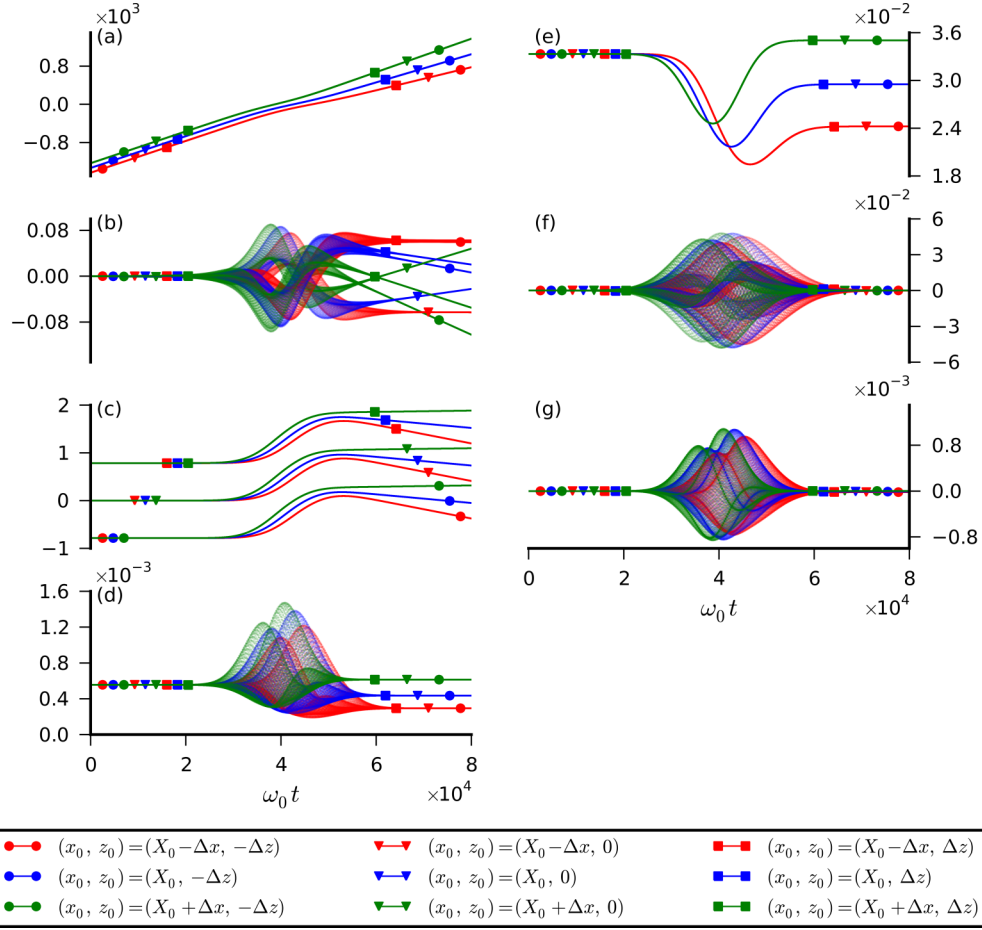 ×10³
(a)
0.8
0.0
−0.8
(b)
0.08
0.00
−0.08
(c)
2
1
0
−1
×10⁻³
(d)
1.6
1.2
0.8
0.4
0.0
0 2 4 6 8
ω₀t
×10⁴
×10⁻²
(e)
3.6
3.0
2.4
1.8
×10⁻²
(f)
6
3
0
−3
−6
×10⁻³
(g)
0.8
0.0
−0.8
0 2 4 6 8
ω₀t
×10⁴
(x₀, z₀)=(X₀−Δx, −Δz) (x₀, z₀)=(X₀−Δx, 0) (x₀, z₀)=(X₀−Δx, Δz)
(x₀, z₀)=(X₀, −Δz) (x₀, z₀)=(X₀, 0) (x₀, z₀)=(X₀, Δz)
(x₀, z₀)=(X₀+Δx, −Δz) (x₀, z₀)=(X₀+Δx, 0) (x₀, z₀)=(X₀+Δx, Δz)